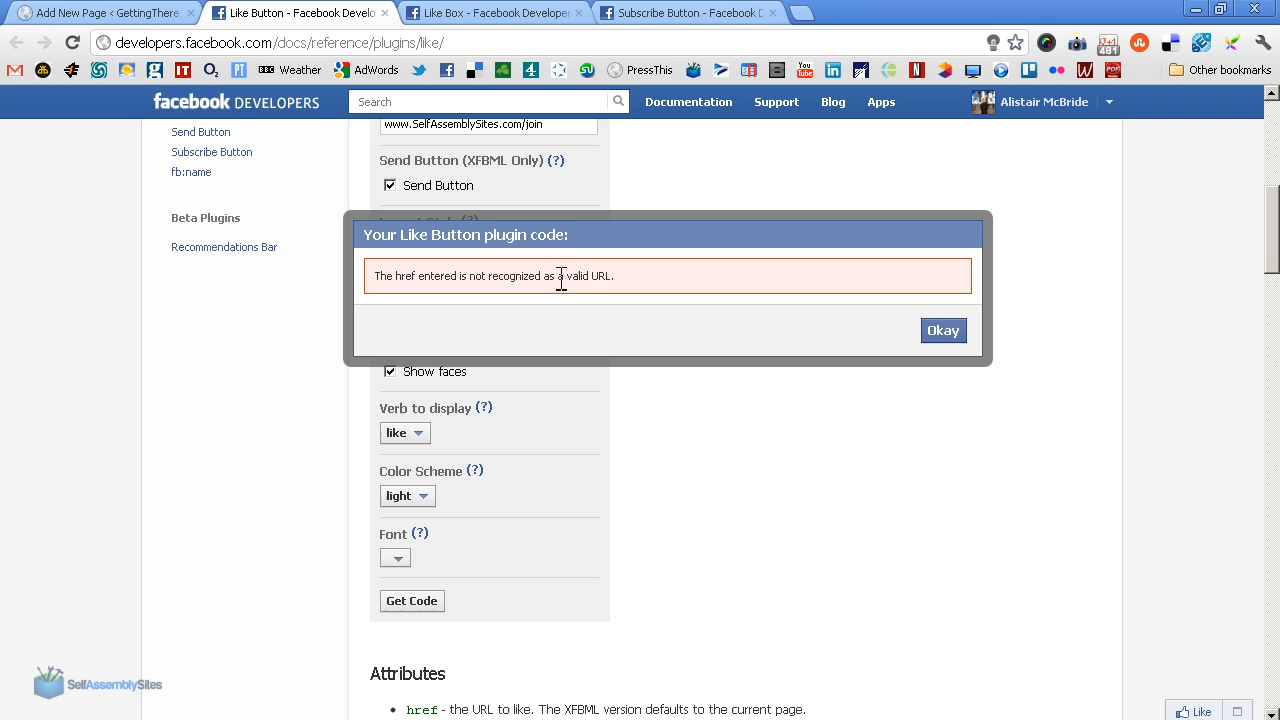 Add New Page < GettingThere
Like Button - Facebook Develo
Like Box - Facebook Developer
Subscribe Button - Facebook D
developers.facebook.com/docs/reference/plugins/like/
BBC Weather
AdWords
PressThis
Other bookmarks
facebook DEVELOPERS
Search
Documentation
Support
Blog
Apps
Alistair McBride
Send Button
Subscribe Button
fb:name
Beta Plugins
Recommendations Bar
www.SelfAssemblySites.com/join
Send Button (XFBML Only) (?)
Send Button
Your Like Button plugin code:
The href entered is not recognized as a valid URL.
Okay
Show faces
Verb to display (?)
like
Color Scheme (?)
light
Font (?)
Get Code
Attributes
href - the URL to like. The XFBML version defaults to the current page.
SelfAssemblySites
Like